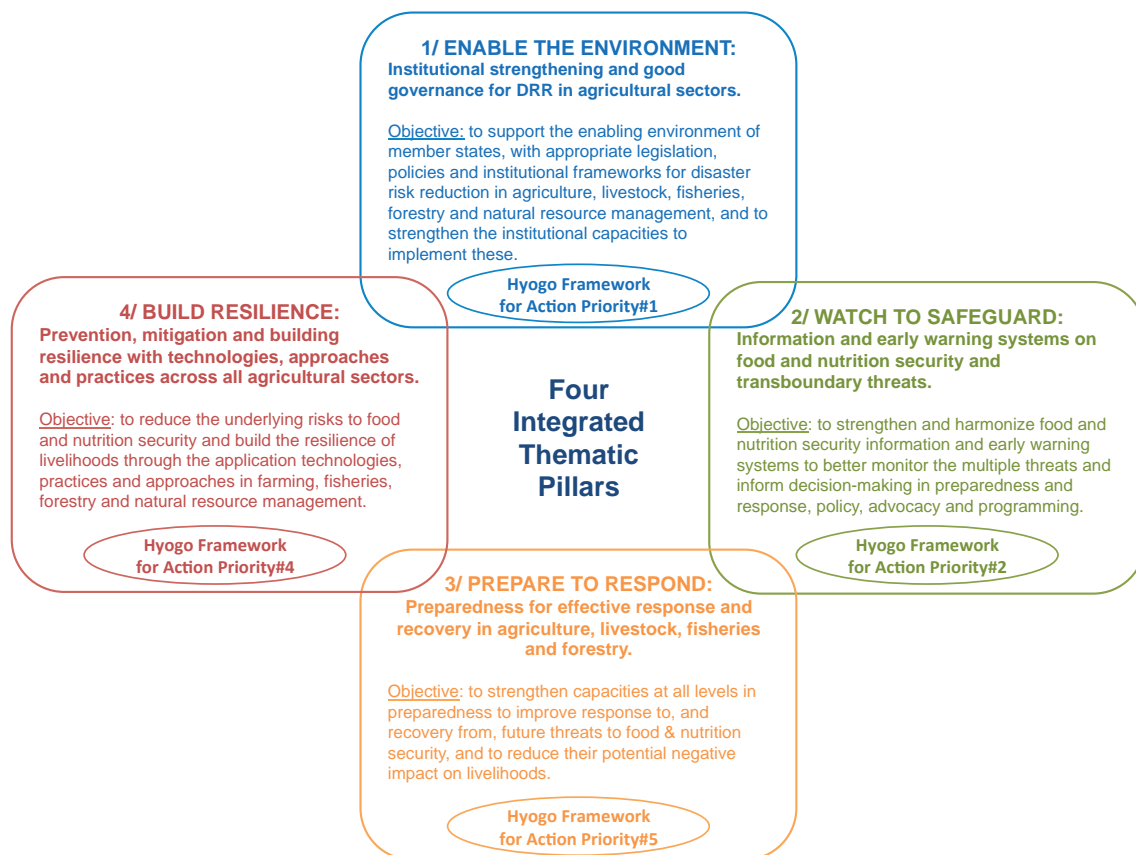 1/ ENABLE THE ENVIRONMENT:
Institutional strengthening and good
governance for DRR in agricultural sectors.
Objective: to support the enabling environment of
member states, with appropriate legislation,
policies and institutional frameworks for disaster
risk reduction in agriculture, livestock, fisheries,
forestry and natural resource management, and to
strengthen the institutional capacities to
implement these.
Hyogo Framework
for Action Priority#1
4/ BUILD RESILIENCE:
Prevention, mitigation and building
resilience with technologies, approaches
and practices across all agricultural sectors.
Objective: to reduce the underlying risks to food
and nutrition security and build the resilience of
livelihoods through the application technologies,
practices and approaches in farming, fisheries,
forestry and natural resource management.
Hyogo Framework
for Action Priority#4
Four
Integrated
Thematic
Pillars
2/ WATCH TO SAFEGUARD:
Information and early warning systems on
food and nutrition security and
transboundary threats.
Objective: to strengthen and harmonize food and
nutrition security information and early warning
systems to better monitor the multiple threats and
inform decision-making in preparedness and
response, policy, advocacy and programming.
Hyogo Framework
for Action Priority#2
3/ PREPARE TO RESPOND:
Preparedness for effective response and
recovery in agriculture, livestock, fisheries
and forestry.
Objective: to strengthen capacities at all levels in
preparedness to improve response to, and
recovery from, future threats to food & nutrition
security, and to reduce their potential negative
impact on livelihoods.
Hyogo Framework
for Action Priority#5